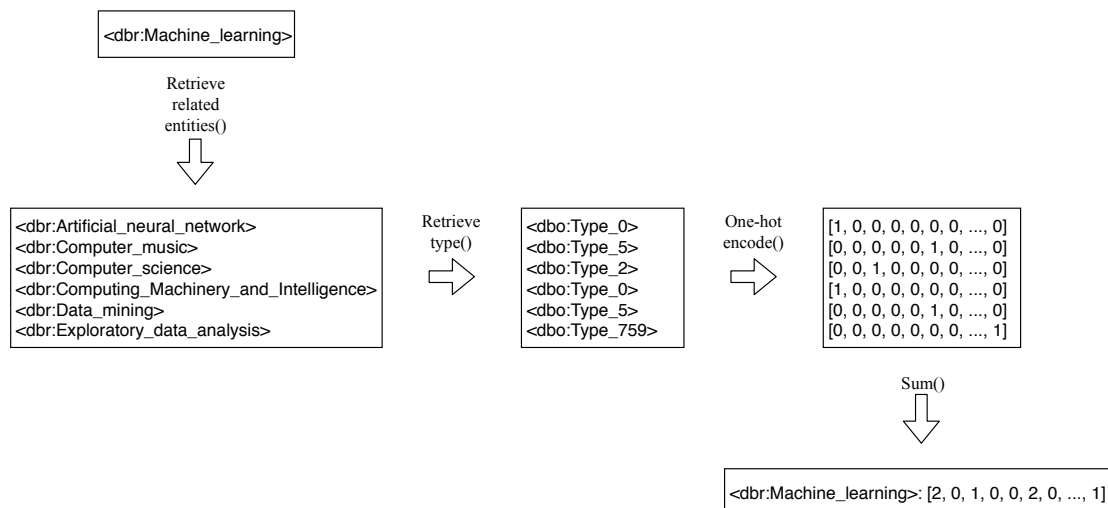 <dbr:Machine_learning>
Retrieve
related
entities()
<dbr:Artificial_neural_network>
<dbr:Computer_music>
<dbr:Computer_science>
<dbr:Computing_Machinery_and_Intelligence>
<dbr:Data_mining>
<dbr:Exploratory_data_analysis>
Retrieve
type()
<dbo:Type_0>
<dbo:Type_5>
<dbo:Type_2>
<dbo:Type_0>
<dbo:Type_5>
<dbo:Type_759>
One-hot
encode()
[1, 0, 0, 0, 0, 0, 0, ..., 0]
[0, 0, 0, 0, 0, 1, 0, ..., 0]
[0, 0, 1, 0, 0, 0, 0, ..., 0]
[1, 0, 0, 0, 0, 0, 0, ..., 0]
[0, 0, 0, 0, 0, 1, 0, ..., 0]
[0, 0, 0, 0, 0, 0, 0, ..., 1]
Sum()
<dbr:Machine_learning>: [2, 0, 1, 0, 0, 2, 0, ..., 1]